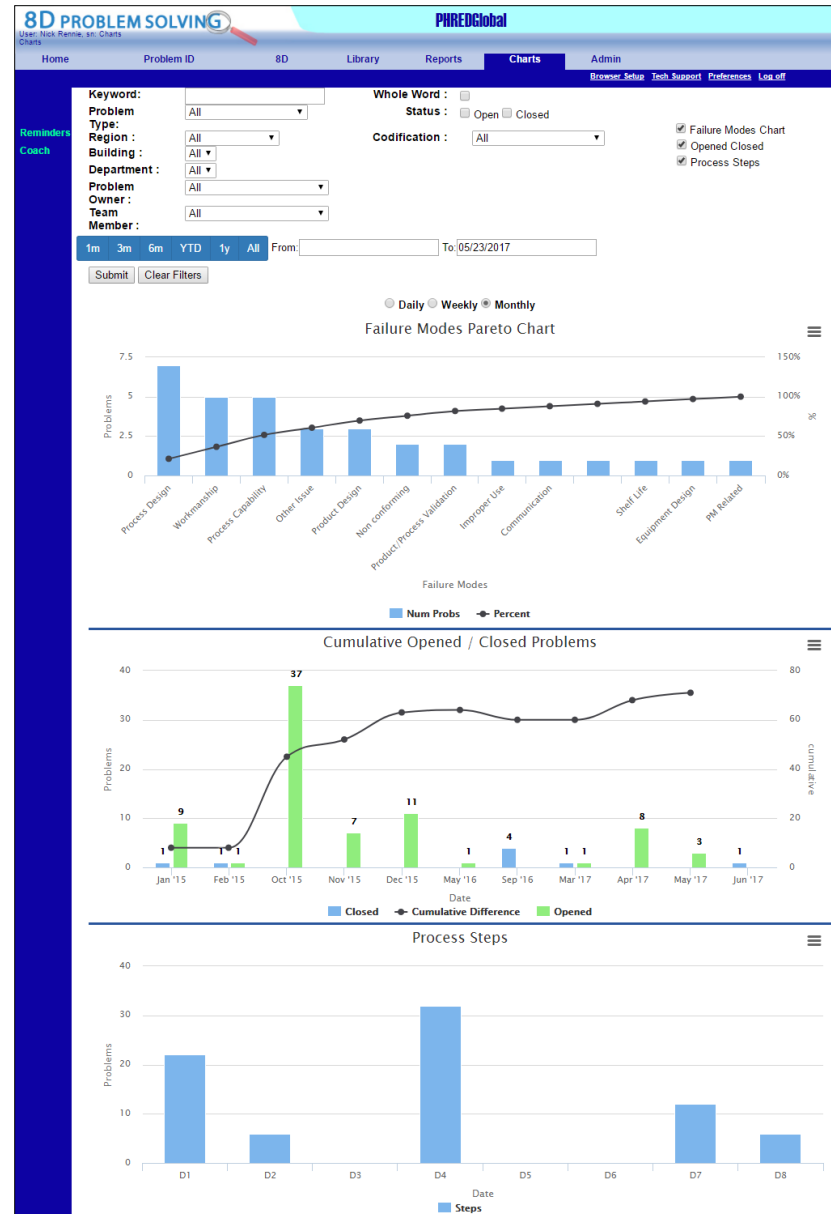 8D PROBLEM SOLVING
PHREDGlobal
User: Nick Rennie, sn: Charts
Charts
Home Problem ID 8D Library Reports Charts Admin
Browser Setup Tech Support Preferences Log off
Reminders
Coach
Keyword: Whole Word :
Problem Type: All Status : Open Closed
Region : All Codification : All
Building : All
Department : All
Problem Owner : All
Team Member : All
Failure Modes Chart
Opened Closed
Process Steps
1m 3m 6m YTD 1y All From: To: 05/23/2017
Submit Clear Filters
Daily Weekly Monthly
Failure Modes Pareto Chart
7.5 150%
5 100%
2.5 50%
0 0%
Problems
%
Process Design Workmanship Process Capability Other Issue Product Design Non conforming Product/Process Validation Improper Use Communication Shelf Life Equipment Design PM Related
Failure Modes
Num Probs Percent
Cumulative Opened / Closed Problems
40 80
30 60
20 40
10 20
0 0
Problems
cumulative
1 9 1 1 37 7 11 1 4 1 1 8 3 1
Jan '15 Feb '15 Oct '15 Nov '15 Dec '15 May '16 Sep '16 Mar '17 Apr '17 May '17 Jun '17
Date
Closed Cumulative Difference Opened
Process Steps
40
30
20
10
0
Problems
D1 D2 D3 D4 D5 D6 D7 D8
Date
Steps